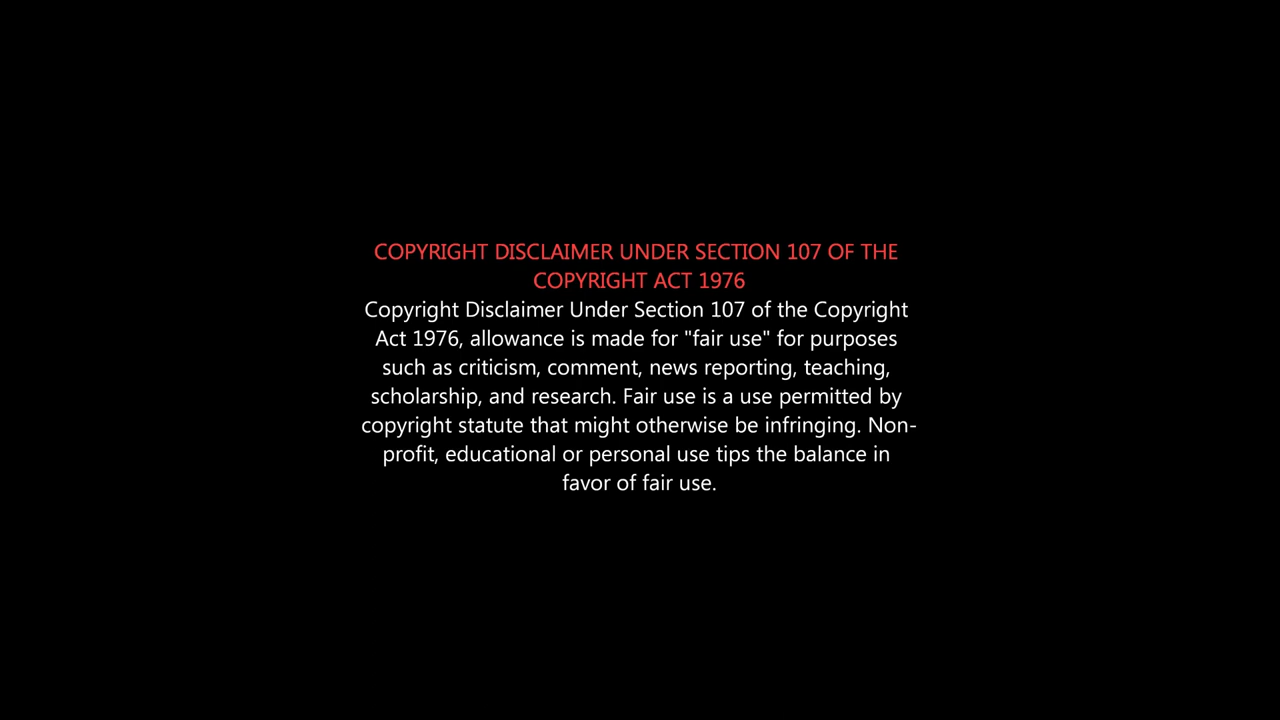 COPYRIGHT DISCLAIMER UNDER SECTION 107 OF THE
COPYRIGHT ACT 1976
Copyright Disclaimer Under Section 107 of the Copyright
Act 1976, allowance is made for "fair use" for purposes
such as criticism, comment, news reporting, teaching,
scholarship, and research. Fair use is a use permitted by
copyright statute that might otherwise be infringing. Non-
profit, educational or personal use tips the balance in
favor of fair use.